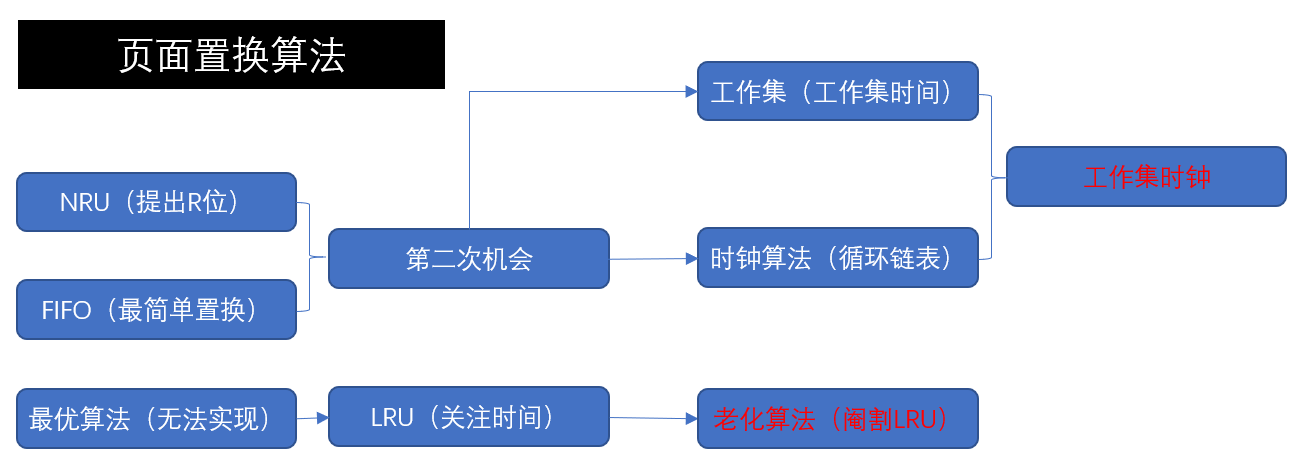 页面置换算法
工作集（工作集时间）
工作集时钟
NRU（提出R位）
第二次机会
时钟算法（循环链表）
FIFO（最简单置换）
最优算法（无法实现）
LRU（关注时间）
老化算法（阉割LRU）